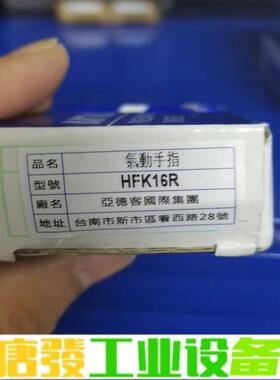 品名 氣動手指
型號 HFK16R
廠名 亞德客國際集團
地址 台南市新市區看西路28號
唐發工业设备